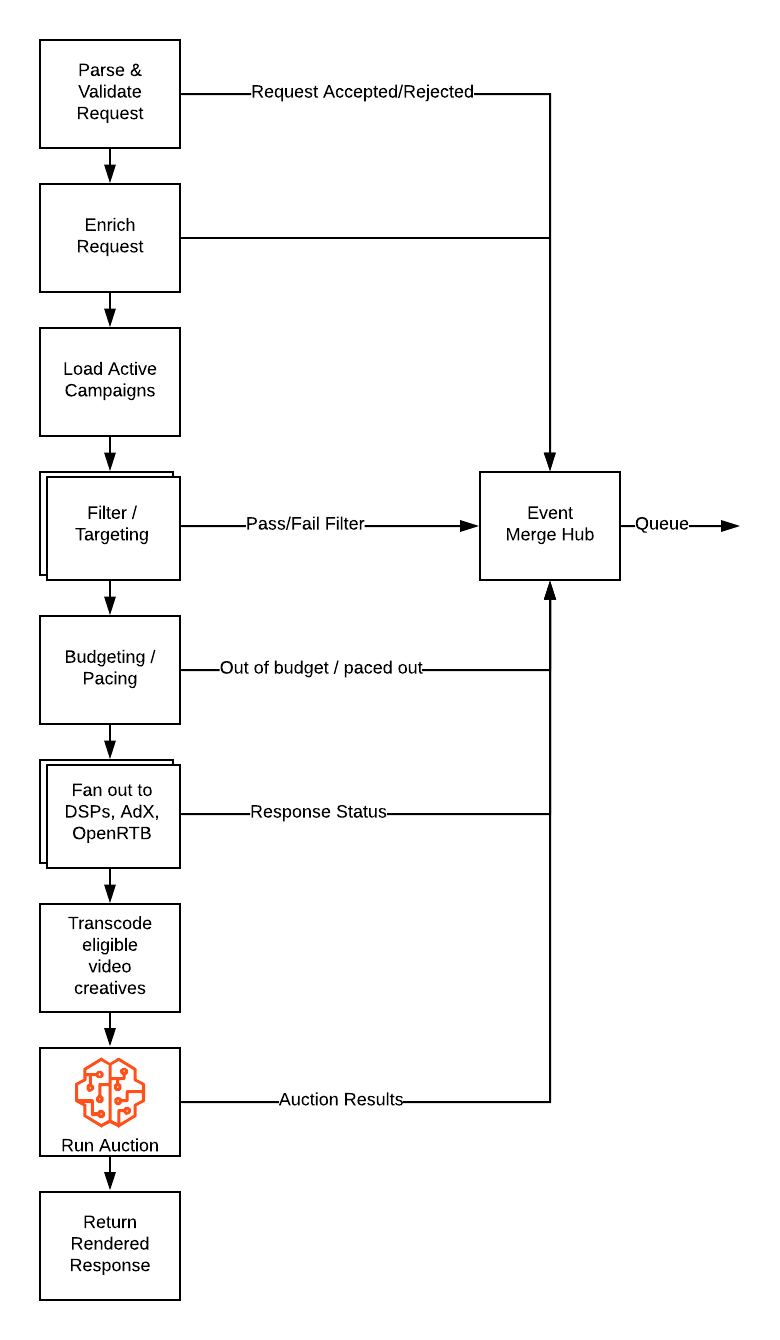 Parse &
Validate
Request
Request Accepted/Rejected
Enrich
Request
Load Active
Campaigns
Filter /
Targeting
Pass/Fail Filter
Event
Merge Hub
Queue
Budgeting /
Pacing
Out of budget / paced out
Fan out to
DSPs, AdX,
OpenRTB
Response Status
Transcode
eligible
video
creatives
Run Auction
Auction Results
Return
Rendered
Response